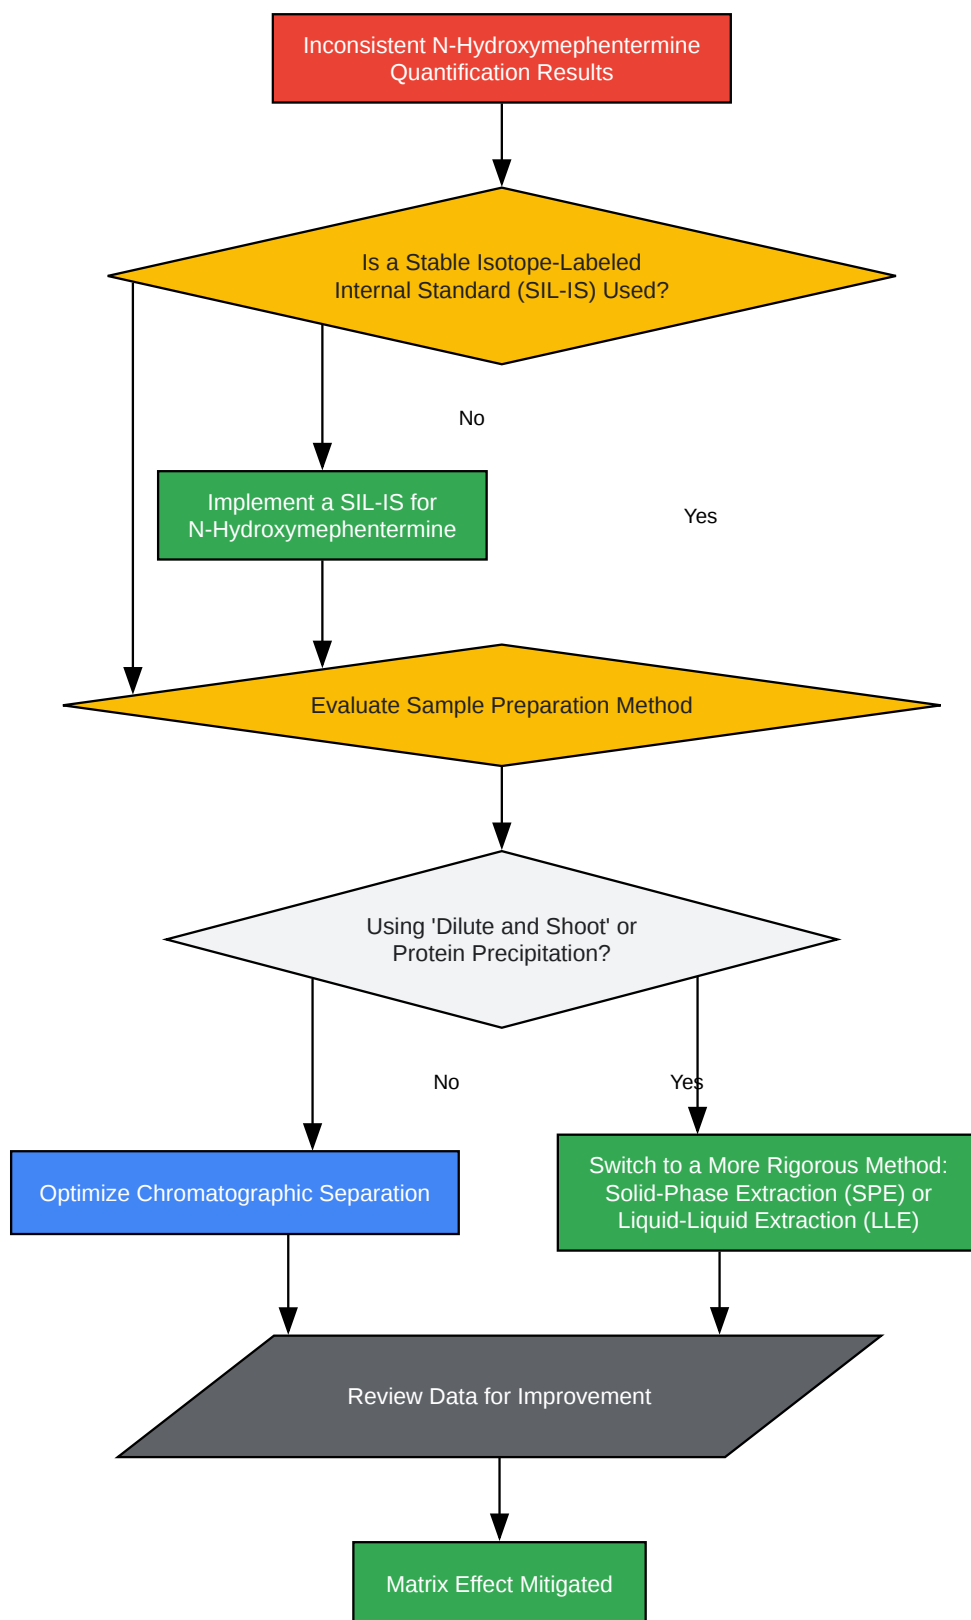 Inconsistent N-Hydroxymephentermine
Quantification Results
Is a Stable Isotope-Labeled
Internal Standard (SIL-IS) Used?
No
Implement a SIL-IS for
N-Hydroxymephentermine
Yes
Evaluate Sample Preparation Method
Using 'Dilute and Shoot' or
Protein Precipitation?
No
Yes
Optimize Chromatographic Separation
Switch to a More Rigorous Method:
Solid-Phase Extraction (SPE) or
Liquid-Liquid Extraction (LLE)
Review Data for Improvement
Matrix Effect Mitigated